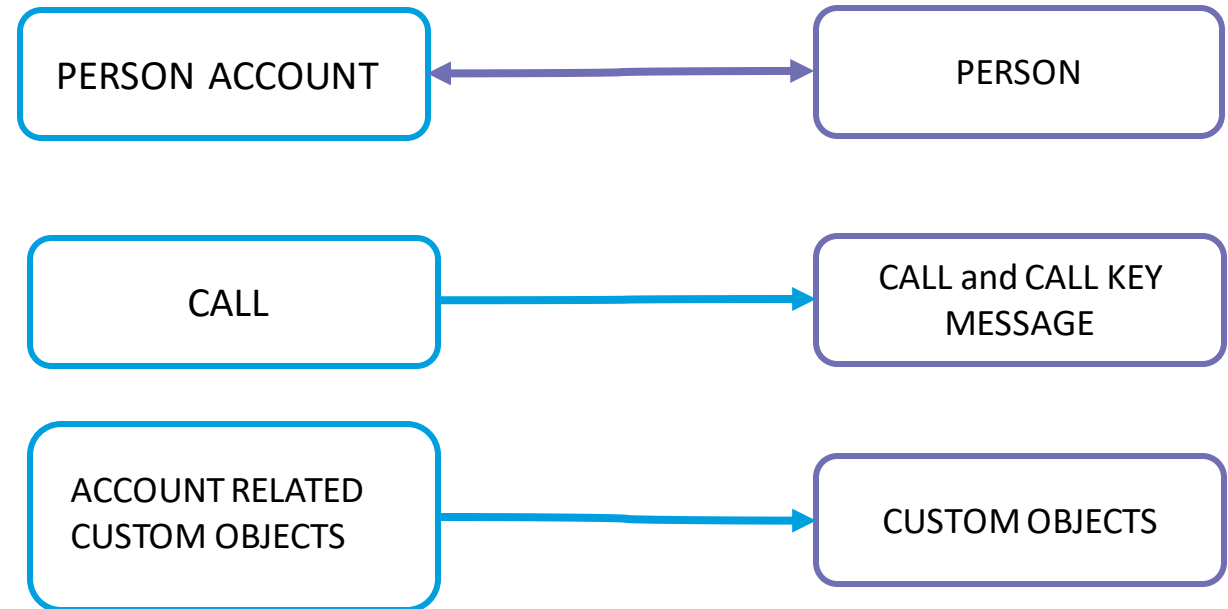 PERSON ACCOUNT
PERSON
CALL
CALL and CALL KEY
MESSAGE
ACCOUNT RELATED
CUSTOM OBJECTS
CUSTOM OBJECTS